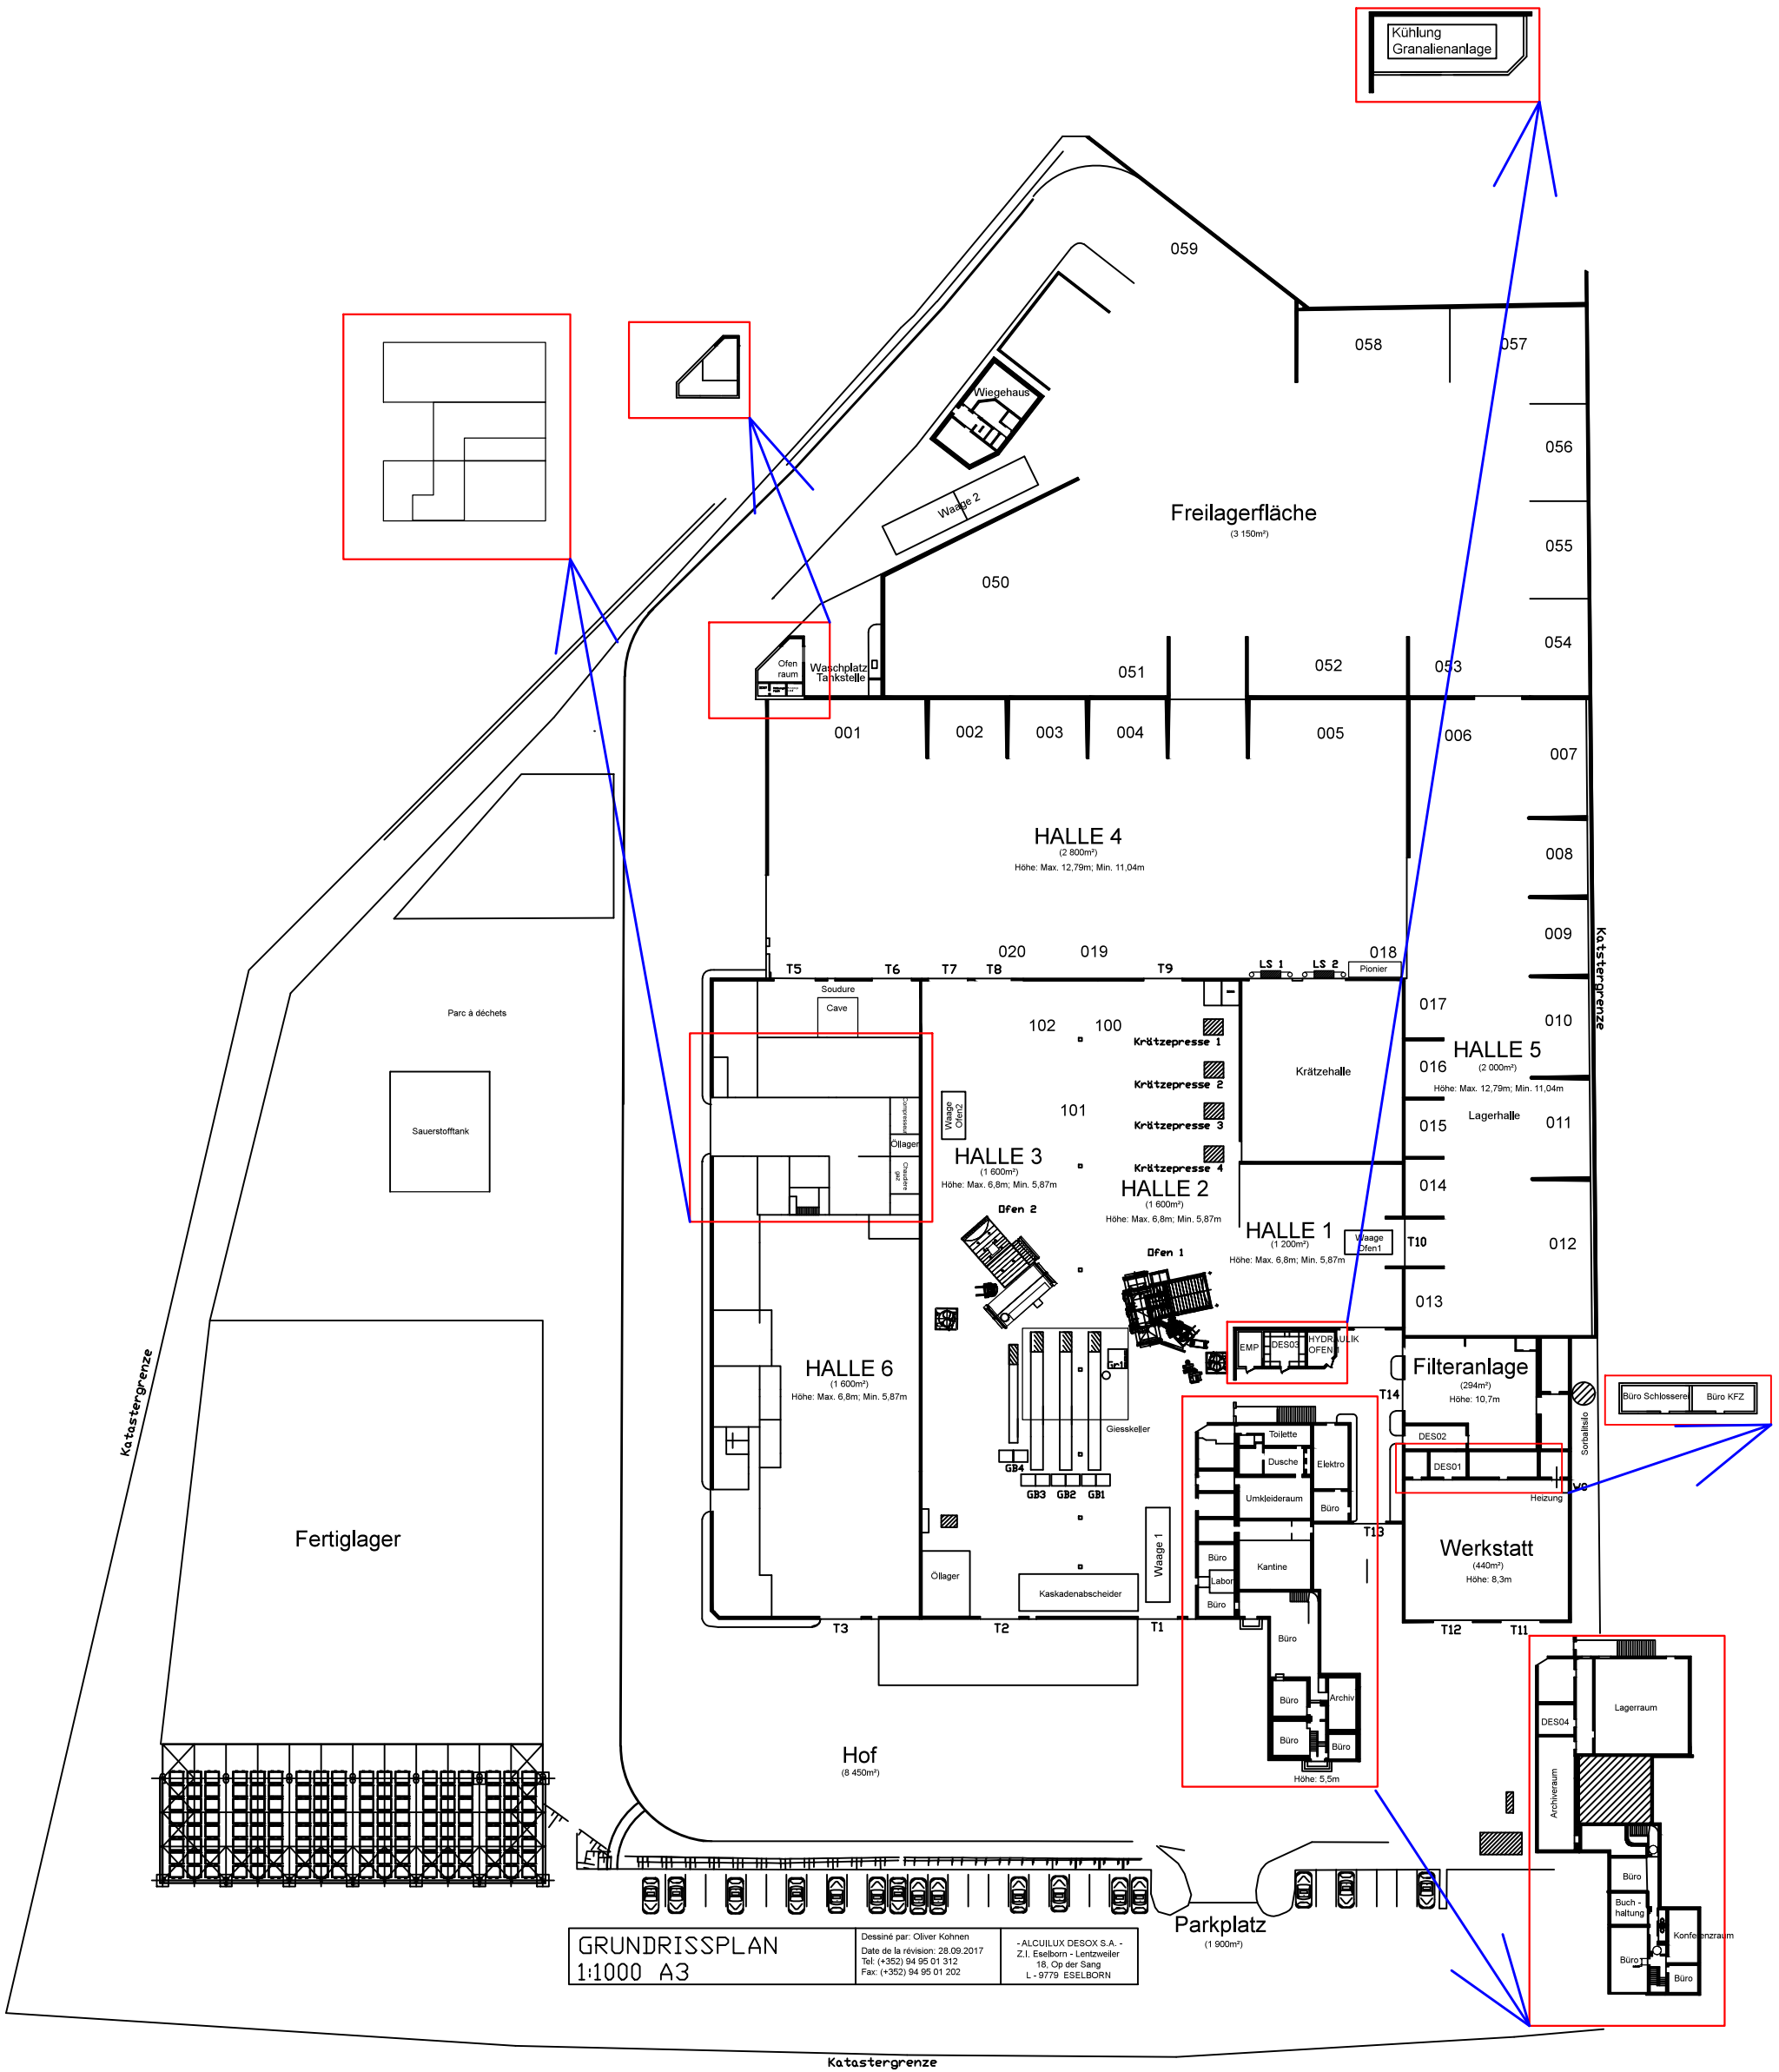 Kühlung
Granalienanlage
059
058
057
Wiegehaus
056
Waage 2
Freilagerfläche
(3 150m²)
055
050
054
Ofen
raum
Waschplatz
Tankstelle
051
052
053
001
002
003
004
005
006
007
HALLE 4
(2 800m²)
Höhe: Max. 12,79m; Min. 11,04m
008
009
Katastergrenze
020
019
018
T5
T6
T7
T8
T9
LS 1
LS 2
Pionier
Soudure
Cave
Parc à déchets
102
100
017
010
Krätzepresse 1
HALLE 5
(2 000m²)
Höhe: Max. 12,79m; Min. 11,04m
Krätzehalle
016
Krätzepresse 2
Waage
Ofen2
101
Lagerhalle
Compresseur
Krätzepresse 3
015
011
Sauerstofftank
Öllager
HALLE 3
(1 600m²)
Höhe: Max. 6,8m; Min. 5,87m
Krätzepresse 4
Chaudière
gaz
HALLE 2
(1 600m²)
Höhe: Max. 6,8m; Min. 5,87m
014
Ofen 2
HALLE 1
(1 200m²)
Höhe: Max. 6,8m; Min. 5,87m
Waage
Ofen1
T10
012
Ofen 1
013
EMP
DES03
HYDRAULIK
OFEN 1
Gr1
HALLE 6
(1 600m²)
Höhe: Max. 6,8m; Min. 5,87m
Filteranlage
(294m²)
Höhe: 10,7m
T14
Büro Schlosserei
Büro KFZ
Katastergrenze
Giesskeller
Toilette
DES02
Sorbalitsilo
Dusche
Elektro
DES01
GB4
GB3
GB2
GB1
Umkleideraum
Büro
Heizung
W0
T13
Fertiglager
Waage 1
Büro
Kantine
Werkstatt
(440m²)
Höhe: 8,3m
Öllager
Labor
Kaskadenabscheider
Büro
T3
T2
T1
T12
T11
Büro
Büro
Archiv
Lagerraum
DES04
Büro
Büro
Hof
(8 450m²)
Höhe: 5,5m
Archiveraum
Büro
Buch -
haltung
Parkplatz
(1 900m²)
Konferenzraum
Büro
Büro
GRUNDRISSPLAN
1:1000 A3
Dessiné par: Oliver Kohnen
Date de la révision: 28.09.2017
Tel: (+352) 94 95 01 312
Fax: (+352) 94 95 01 202
- ALCUILUX DESOX S.A. -
Z.I. Eselborn - Lentzweiler
18, Op der Sang
L - 9779 ESELBORN
Katastergrenze